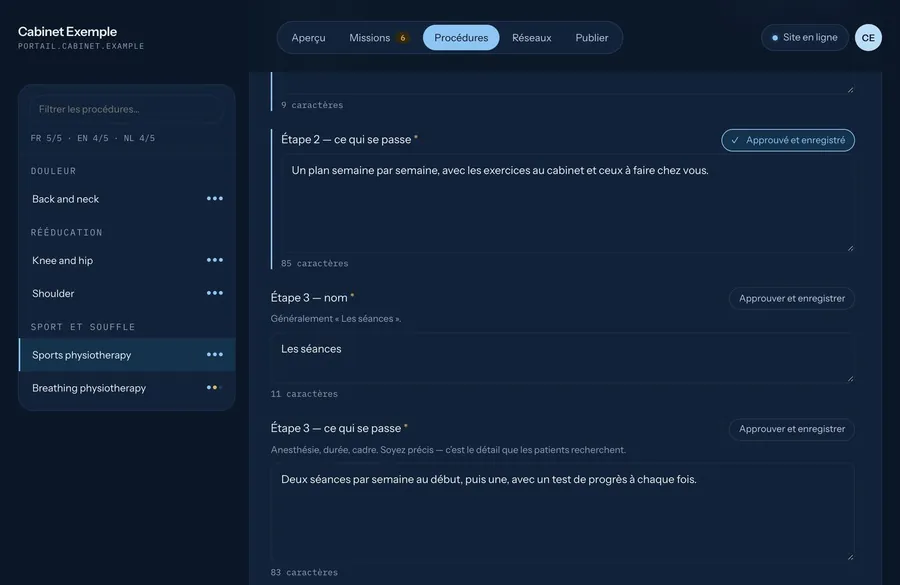 Cabinet Exemple
PORTAIL.CABINET.EXAMPLE
Aperçu
Missions 6
Procédures
Réseaux
Publier
Site en ligne
CE
Filtrer les procédures…
FR 5/5 · EN 4/5 · NL 4/5
DOULEUR
Back and neck
RÉÉDUCATION
Knee and hip
Shoulder
SPORT ET SOUFFLE
Sports physiotherapy
Breathing physiotherapy
9 caractères
Étape 2 — ce qui se passe *
✓ Approuvé et enregistré
Un plan semaine par semaine, avec les exercices au cabinet et ceux à faire chez vous.
85 caractères
Étape 3 — nom *
Approuver et enregistrer
Généralement « Les séances ».
Les séances
11 caractères
Étape 3 — ce qui se passe *
Approuver et enregistrer
Anesthésie, durée, cadre. Soyez précis — c'est le détail que les patients recherchent.
Deux séances par semaine au début, puis une, avec un test de progrès à chaque fois.
83 caractères